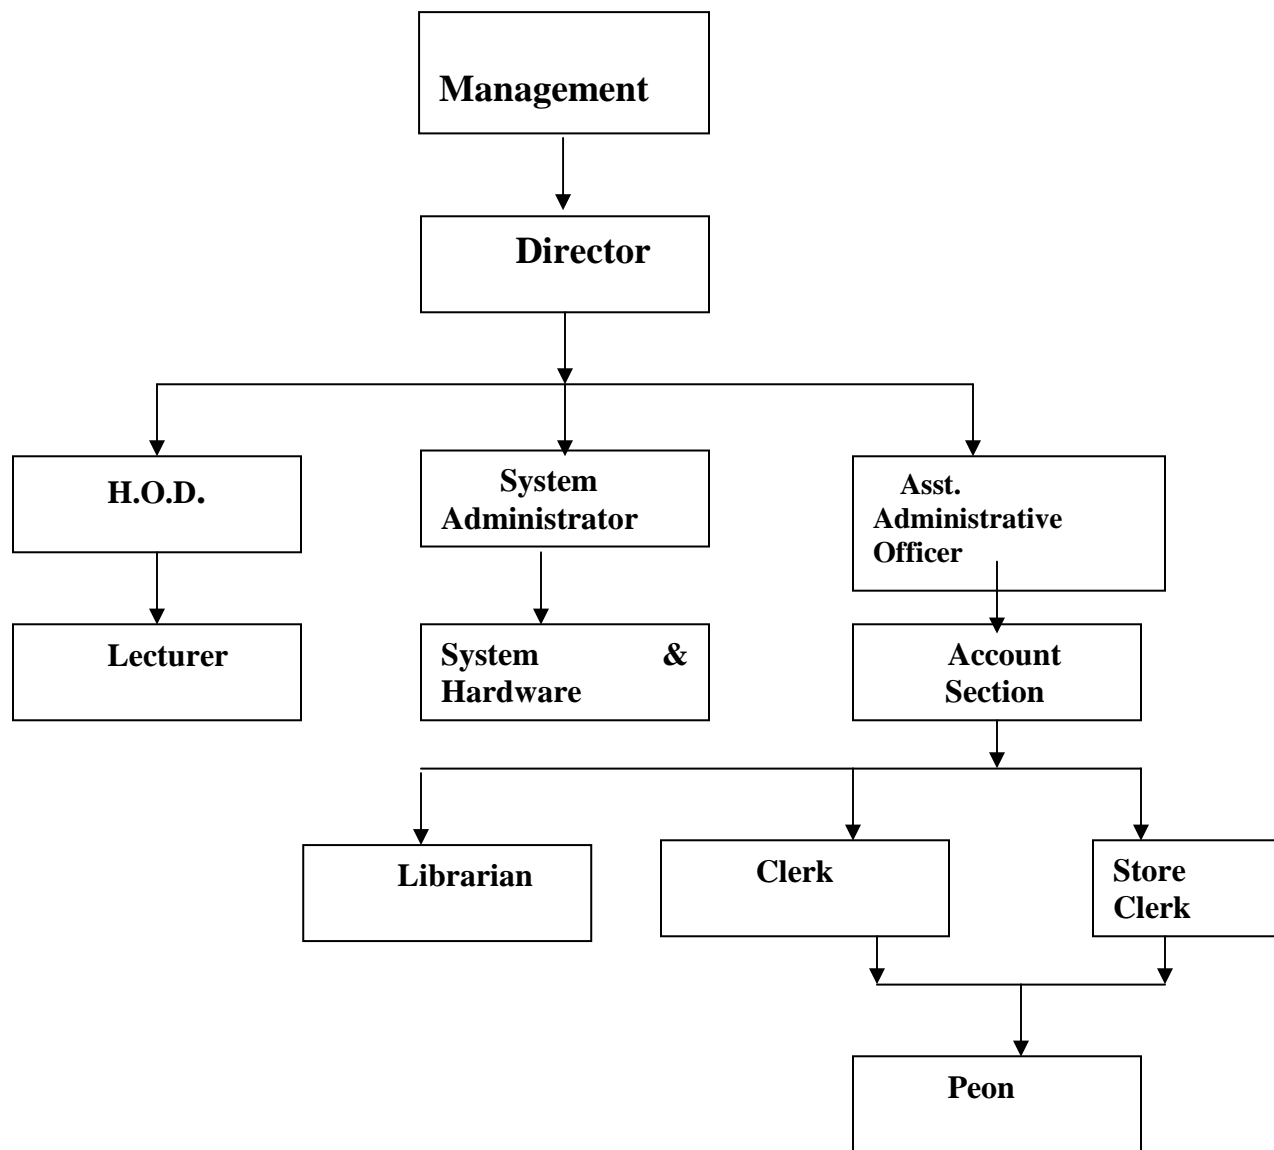 Management
Director
H.O.D.
System
Administrator
Asst.
Administrative
Officer
Lecturer
System &
Hardware
Account
Section
Librarian
Clerk
Store
Clerk
Peon